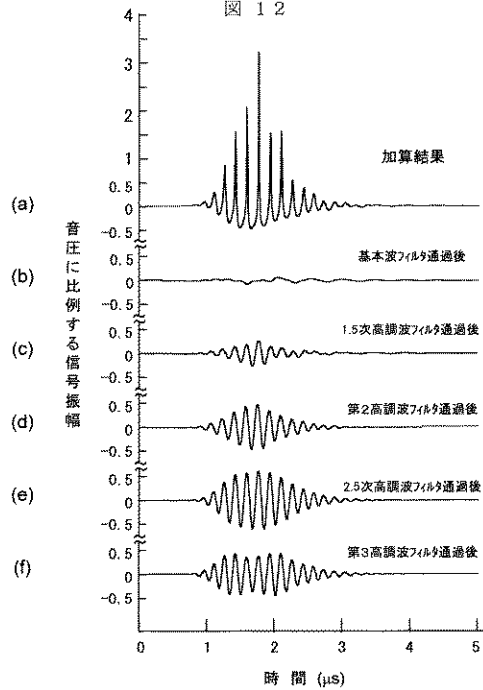 図 12
4
3
2
1
加算結果
(a)
0.5
0
-0.5
基本波フィルタ通過後
(b)
0.5
0
-0.5
1.5次高調波フィルタ通過後
(c)
0.5
0
-0.5
第2高調波フィルタ通過後
(d)
0.5
0
-0.5
2.5次高調波フィルタ通過後
(e)
0.5
0
-0.5
第3高調波フィルタ通過後
(f)
0.5
0
-0.5
音圧に比例する信号振幅
0 1 2 3 4 5
時間 (μs)